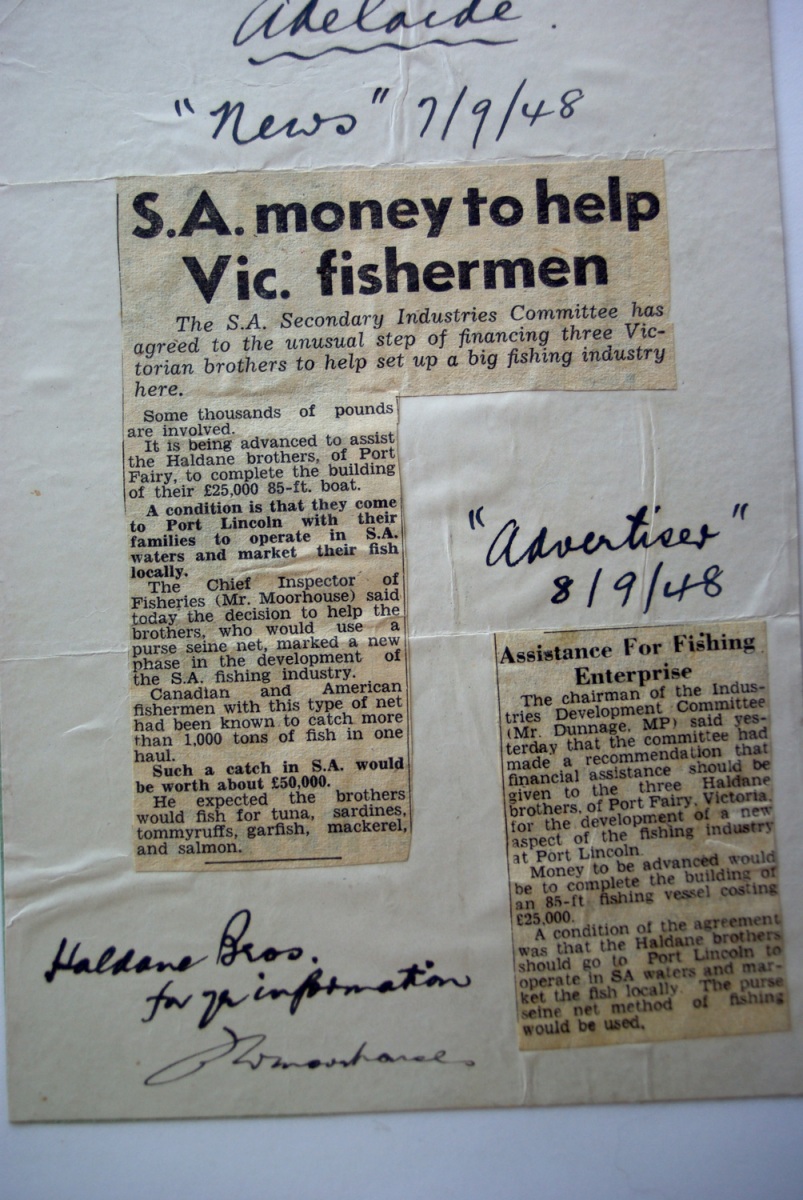 Adelaide.
"News" 7/9/48
S.A. money to help
Vic. fishermen
The S.A. Secondary Industries Committee has
agreed to the unusual step of financing three Vic-
torian brothers to help set up a big fishing industry
here.
Some thousands of pounds
are involved.
It is being advanced to assist
the Haldane brothers, of Port
Fairy, to complete the building
of their £25,000 85-ft. boat.
A condition is that they come
to Port Lincoln with their
families to operate in S.A.
waters and market their fish
locally.
The Chief Inspector of
Fisheries (Mr. Moorhouse) said
today the decision to help the
brothers, who would use a
purse seine net, marked a new
phase in the development of
the S.A. fishing industry.
Canadian and American
fishermen with this type of net
had been known to catch more
than 1,000 tons of fish in one
haul.
Such a catch in S.A. would
be worth about £50,000.
He expected the brothers
would fish for tuna, sardines,
tommyruffs, garfish, mackerel,
and salmon.
"Advertiser"
8/9/48
Assistance For Fishing
Enterprise
The chairman of the Indus-
tries Development Committee
(Mr. Dunnage, MP) said yes-
terday that the committee had
made a recommendation that
financial assistance should be
given to the three Haldane
brothers, of Port Fairy, Victoria,
for the development of a new
aspect of the fishing industry
at Port Lincoln.
Money to be advanced would
be to complete the building of
an 85-ft fishing vessel costing
£25,000.
A condition of the agreement
was that the Haldane brothers
should go to Port Lincoln to
operate in SA waters and mar-
ket the fish locally. The purse
seine net method of fishing
would be used.
Haldane Bros.
for yr information
Moorhouse